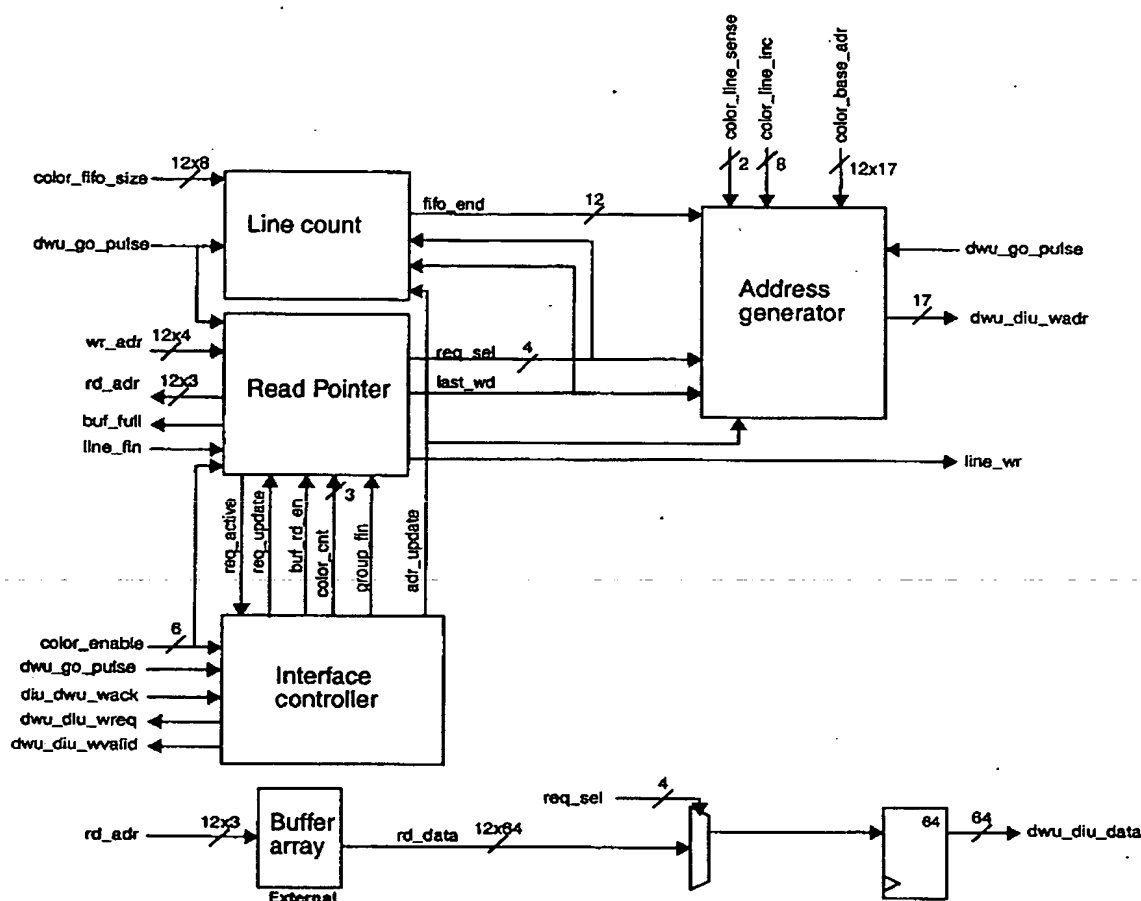 color_line_sense
color_line_inc
color_base_adr
2
8
12x17
color_fifo_size
12x8
Line count
fifo_end
12
dwu_go_pulse
dwu_go_pulse
Address
generator
17
dwu_diu_wadr
wr_adr
12x4
req_sel
4
rd_adr
12x3
Read Pointer
last_wd
buf_full
line_fin
line_wr
req_active
req_update
buf_rd_en
color_cnt
3
group_fin
adr_update
color_enable
6
dwu_go_pulse
Interface
controller
diu_dwu_wack
dwu_diu_wreq
dwu_diu_wvalid
req_sel
4
rd_adr
12x3
Buffer
array
rd_data
12x64
64
64
dwu_diu_data
External